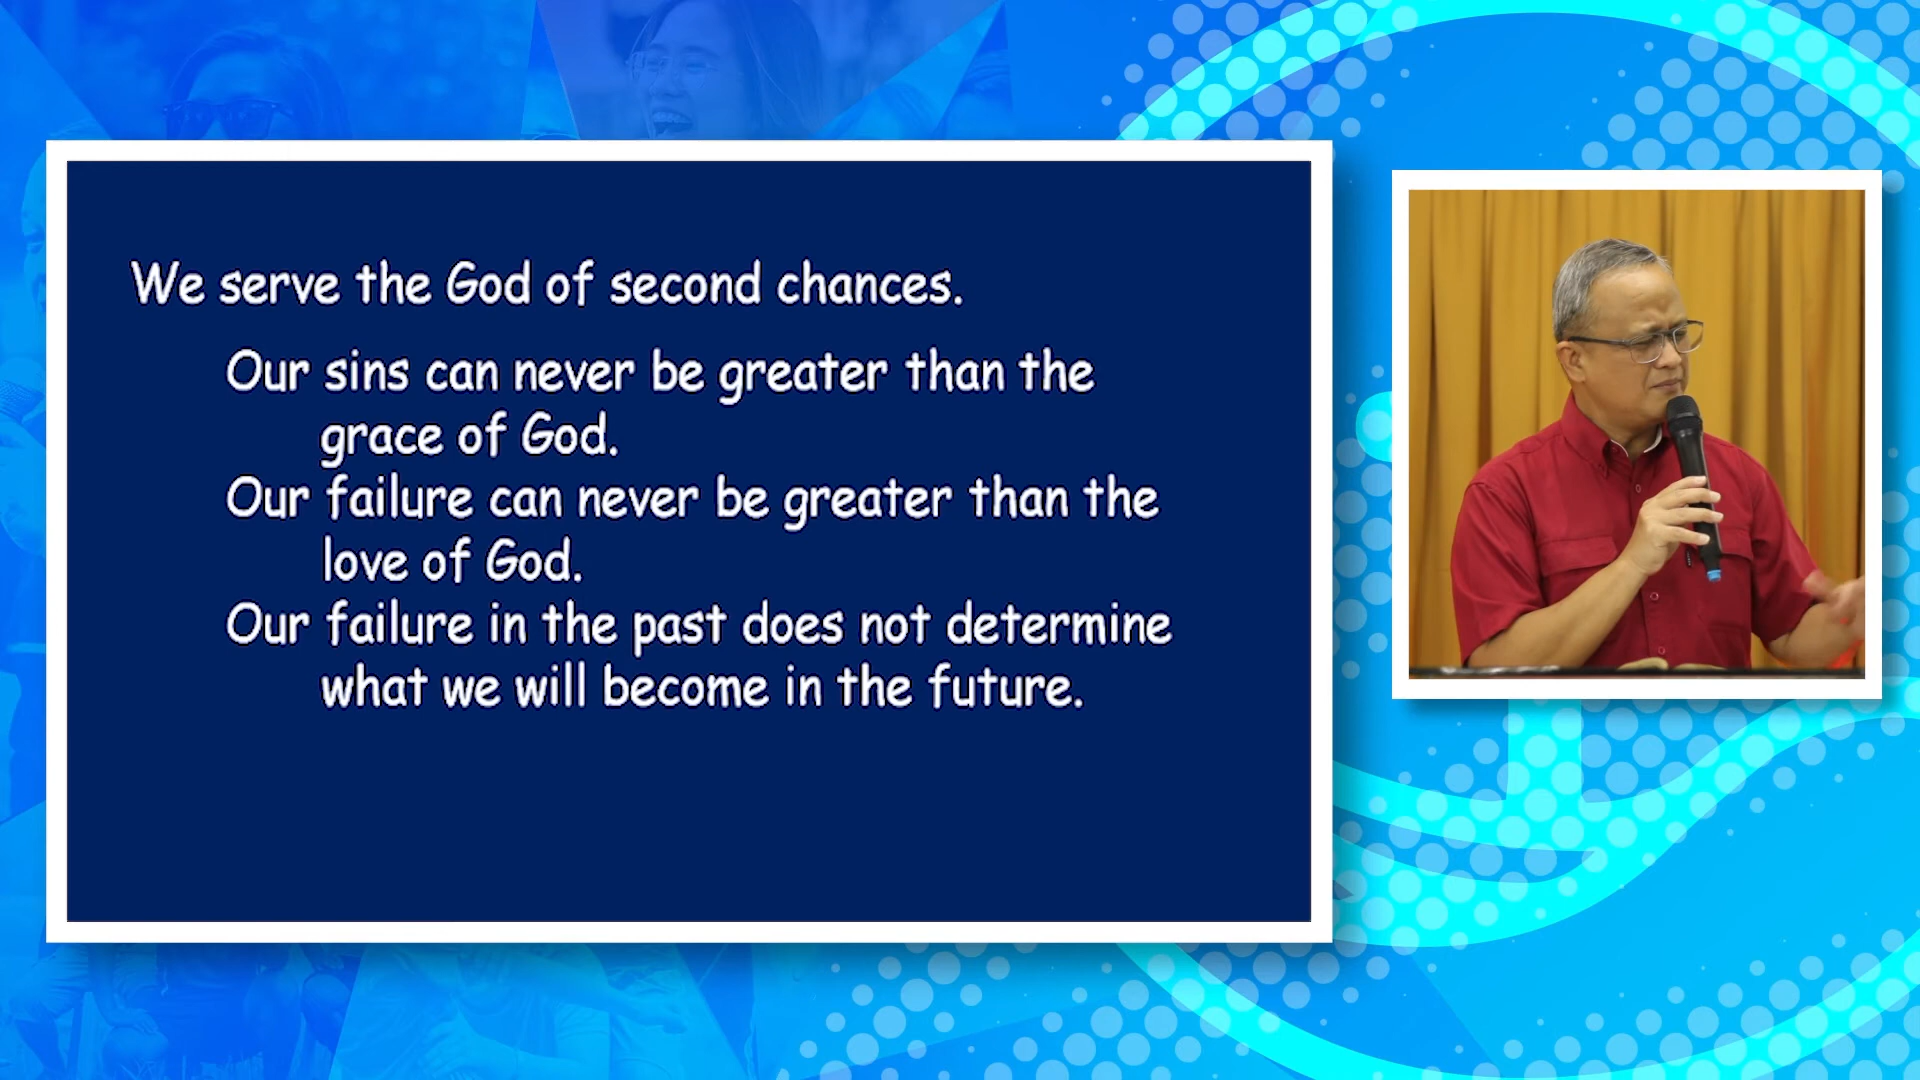 We serve the God of second chances.
Our sins can never be greater than the
grace of God.
Our failure can never be greater than the
love of God.
Our failure in the past does not determine
what we will become in the future.